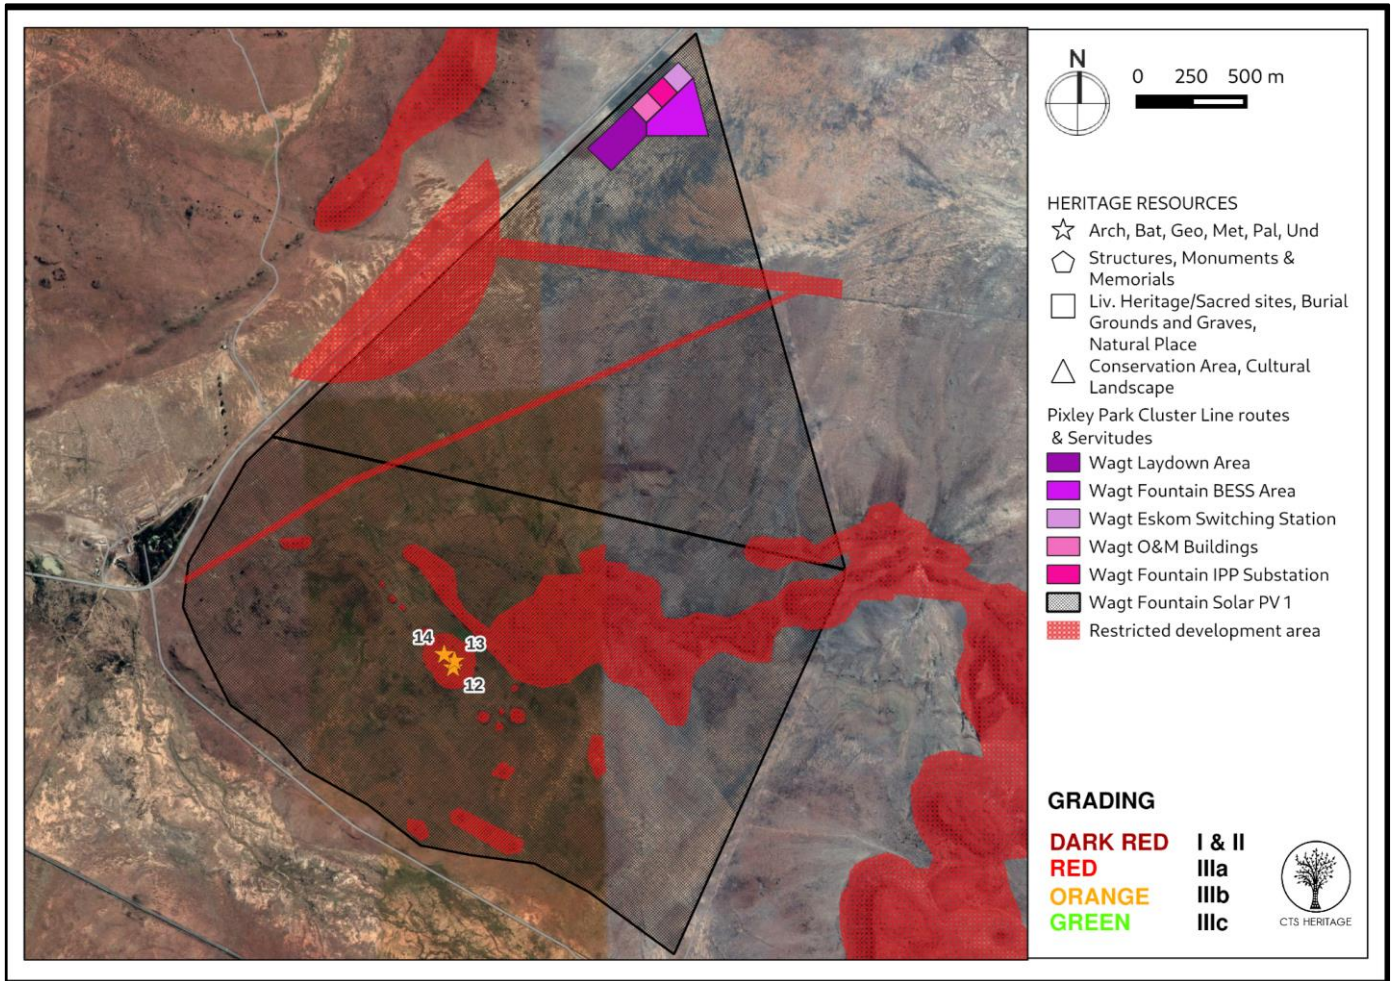 N
0 250 500 m
HERITAGE RESOURCES
Arch, Bat, Geo, Met, Pal, Und
Structures, Monuments &
Memorials
Liv. Heritage/Sacred sites, Burial
Grounds and Graves,
Natural Place
Conservation Area, Cultural
Landscape
Pixley Park Cluster Line routes
& Servitudes
Wagt Laydown Area
Wagt Fountain BESS Area
Wagt Eskom Switching Station
Wagt O&M Buildings
Wagt Fountain IPP Substation
Wagt Fountain Solar PV 1
Restricted development area
14
13
12
GRADING
DARK RED I & II
RED IIIa
ORANGE IIIb
GREEN IIIc
CTS HERITAGE